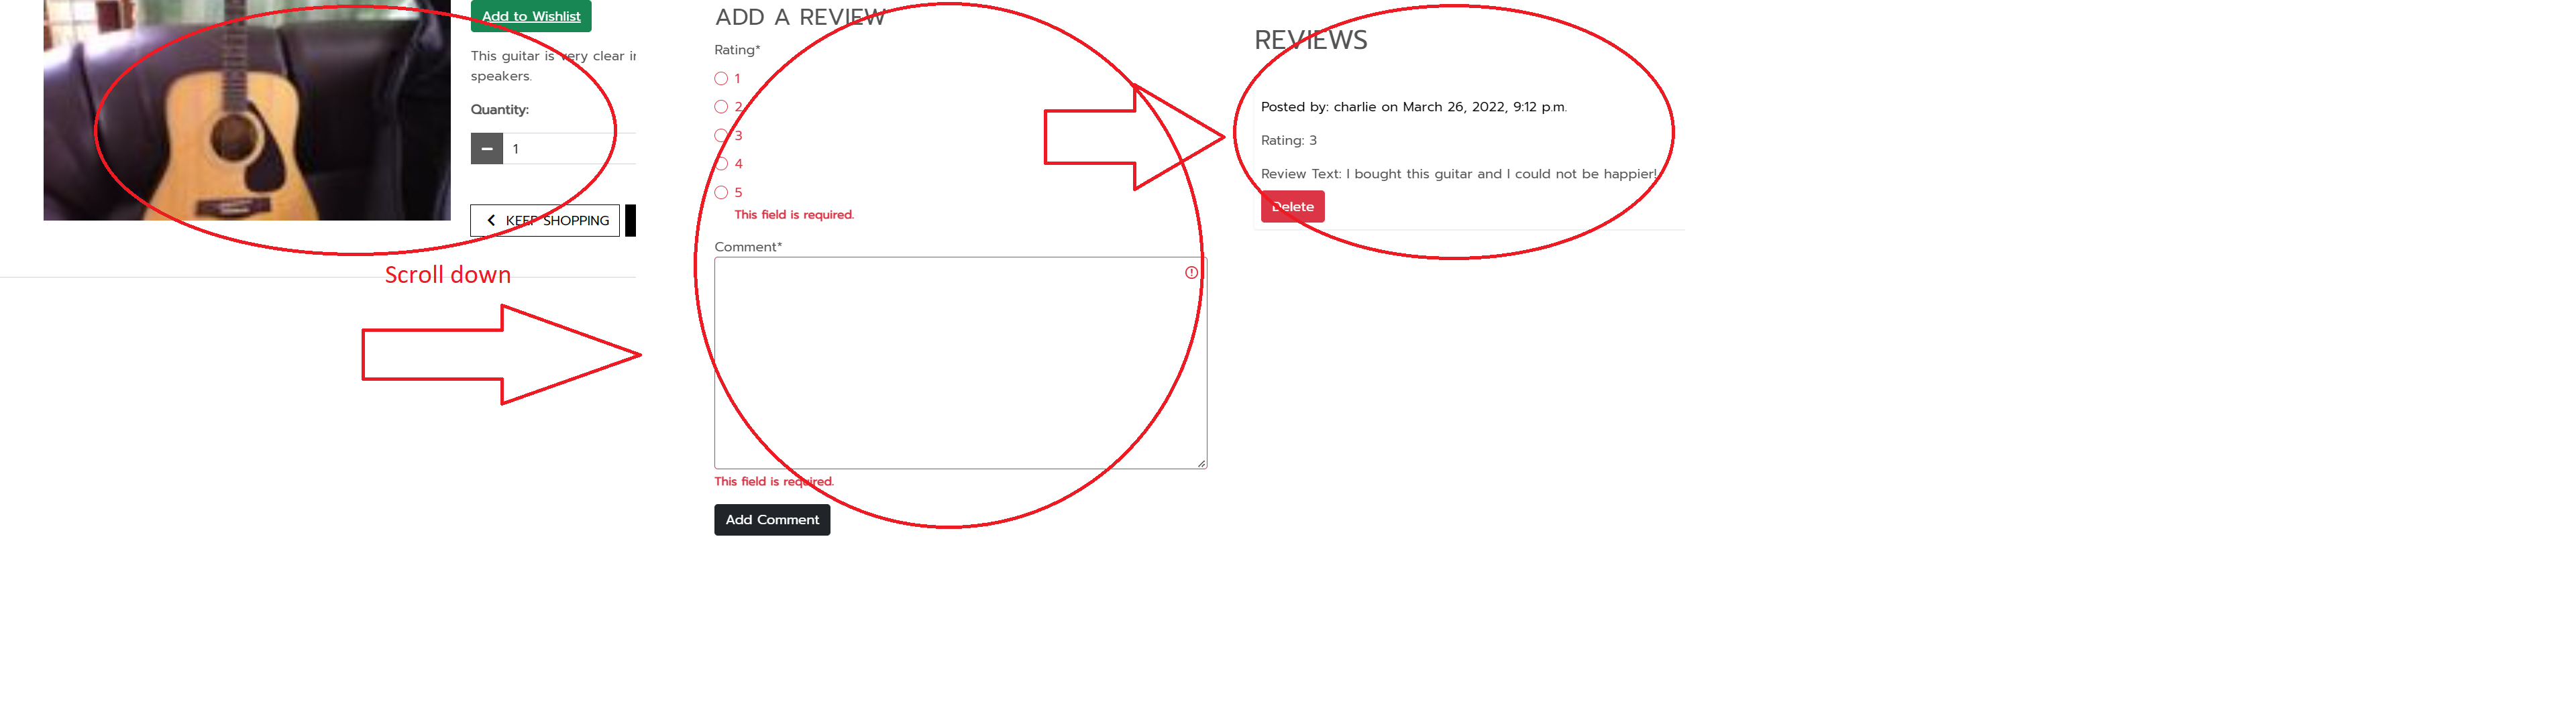 Add to Wishlist
This guitar is very clear in
speakers.
Quantity:
1
KEEP SHOPPING
Scroll down
ADD A REVIEW
Rating*
1
2
3
4
5
This field is required.
Comment*
This field is required.
Add Comment
REVIEWS
Posted by: charlie on March 26, 2022, 9:12 p.m.
Rating: 3
Review Text: I bought this guitar and I could not be happier!
Delete